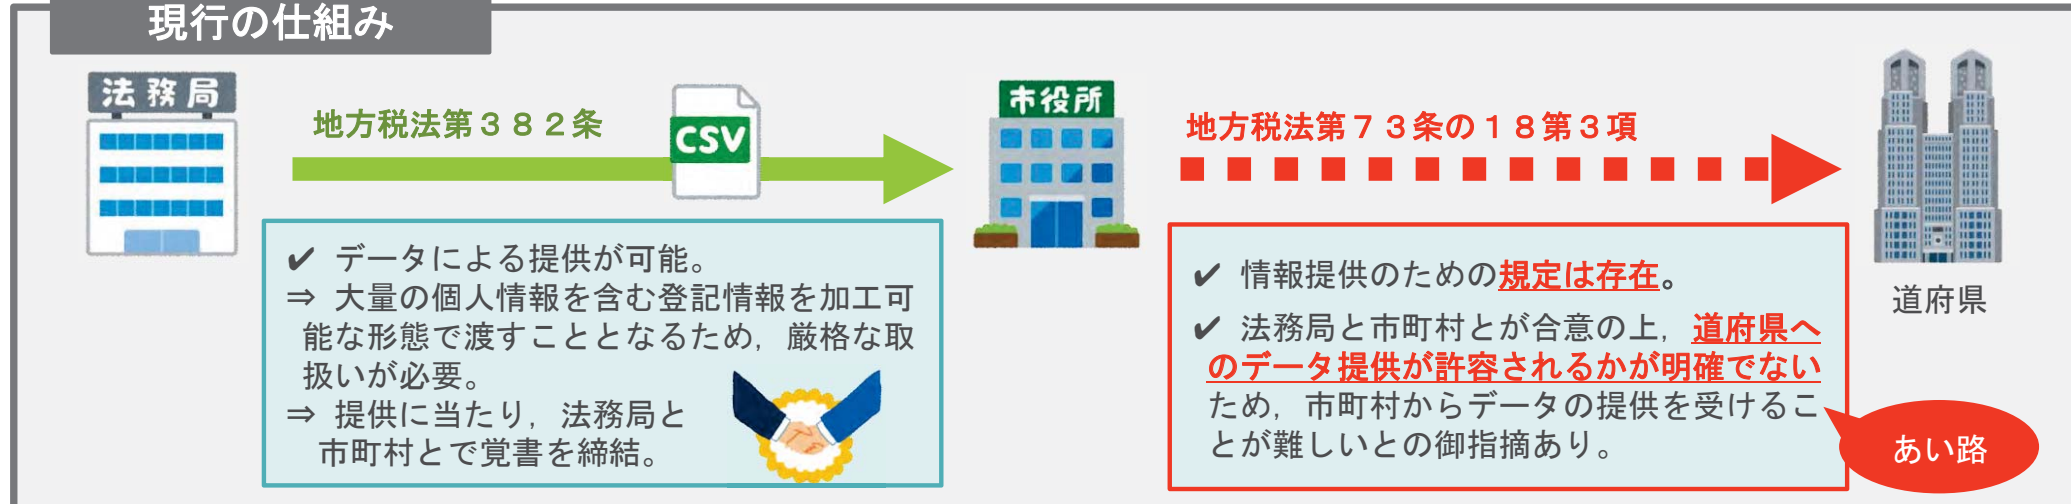 現行の仕組み
法務局
地方税法第382条
CSV
市役所
地方税法第73条の18第3項
道府県
✔ データによる提供が可能。
⇒ 大量の個人情報を含む登記情報を加工可
能な形態で渡すこととなるため，厳格な取
扱いが必要。
⇒ 提供に当たり，法務局と
市町村とで覚書を締結。
✔ 情報提供のための規定は存在。
✔ 法務局と市町村とが合意の上，道府県へ
のデータ提供が許容されるかが明確でない
ため，市町村からデータの提供を受けるこ
とが難しいとの御指摘あり。
あい路